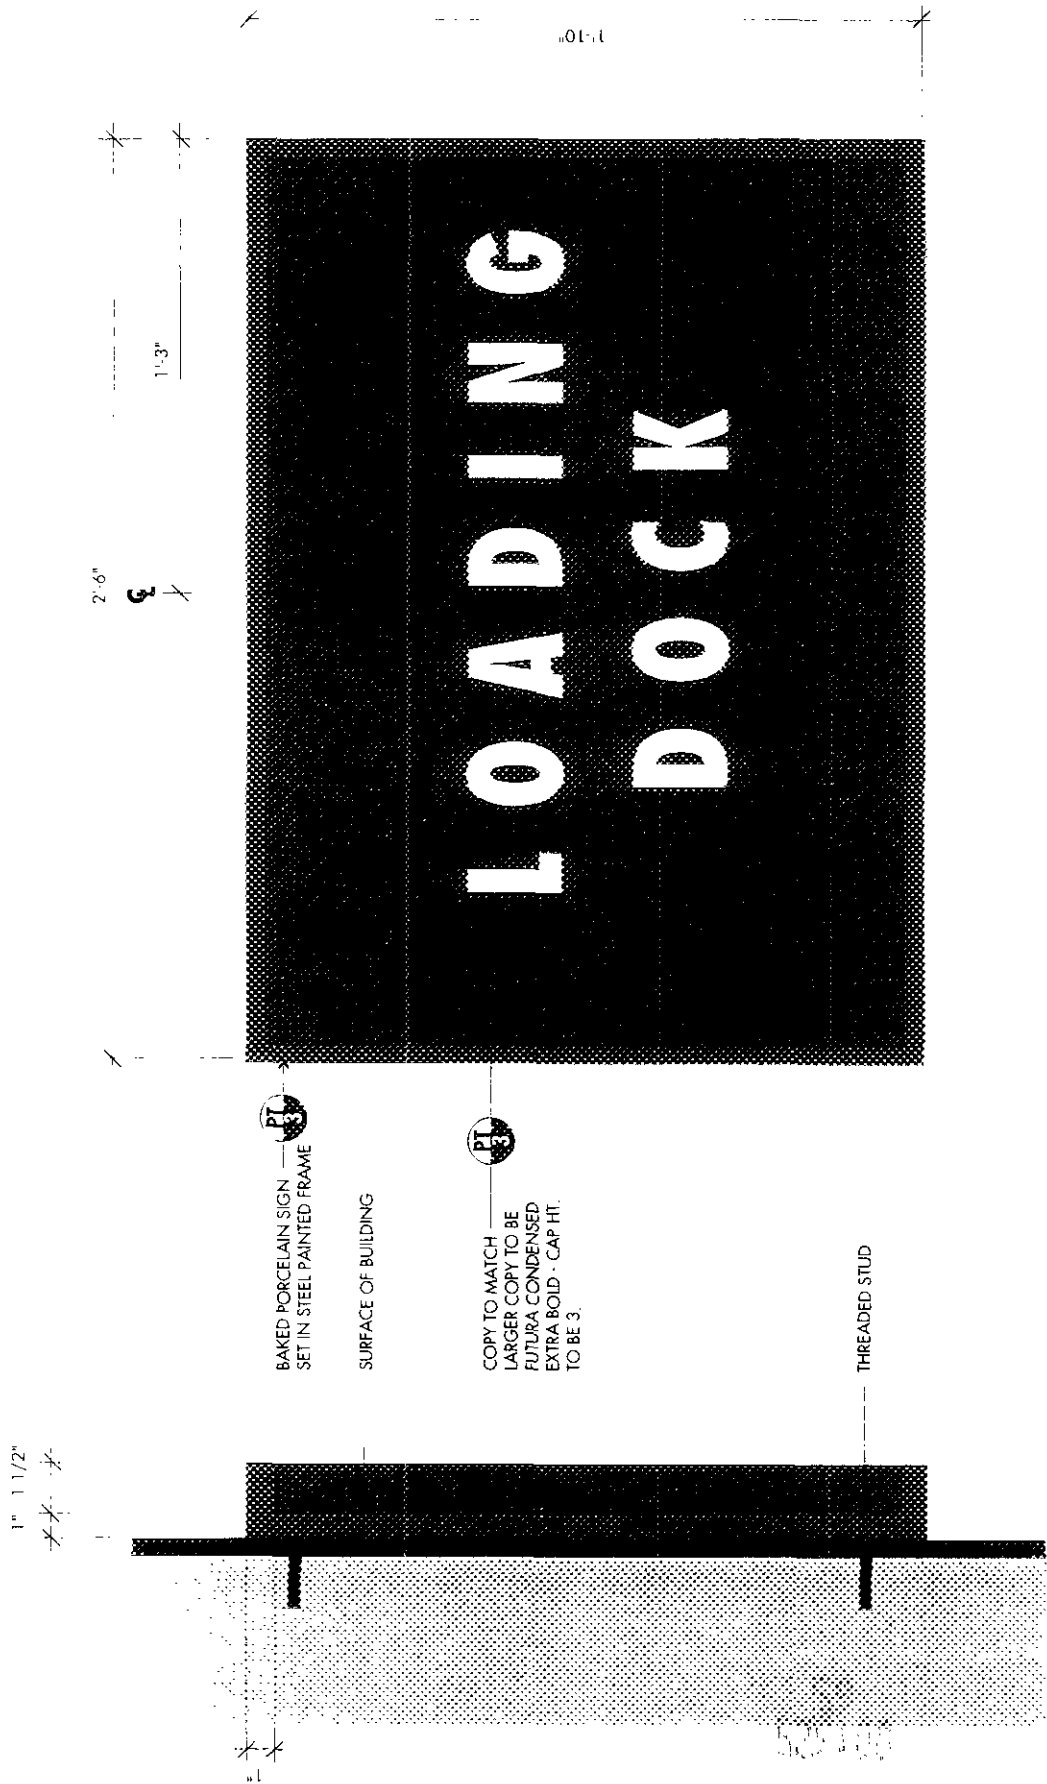 1" 1 1/2"
2'-6"
1'-3"
1'-10"
1"
BAKED PORCELAIN SIGN
SET IN STEEL PAINTED FRAME
PT
3
SURFACE OF BUILDING
COPY TO MATCH
LARGER COPY TO BE
FUTURA CONDENSED
EXTRA BOLD - CAP HT.
TO BE 3.
PT
3
THREADED STUD
LOADING
DOCK